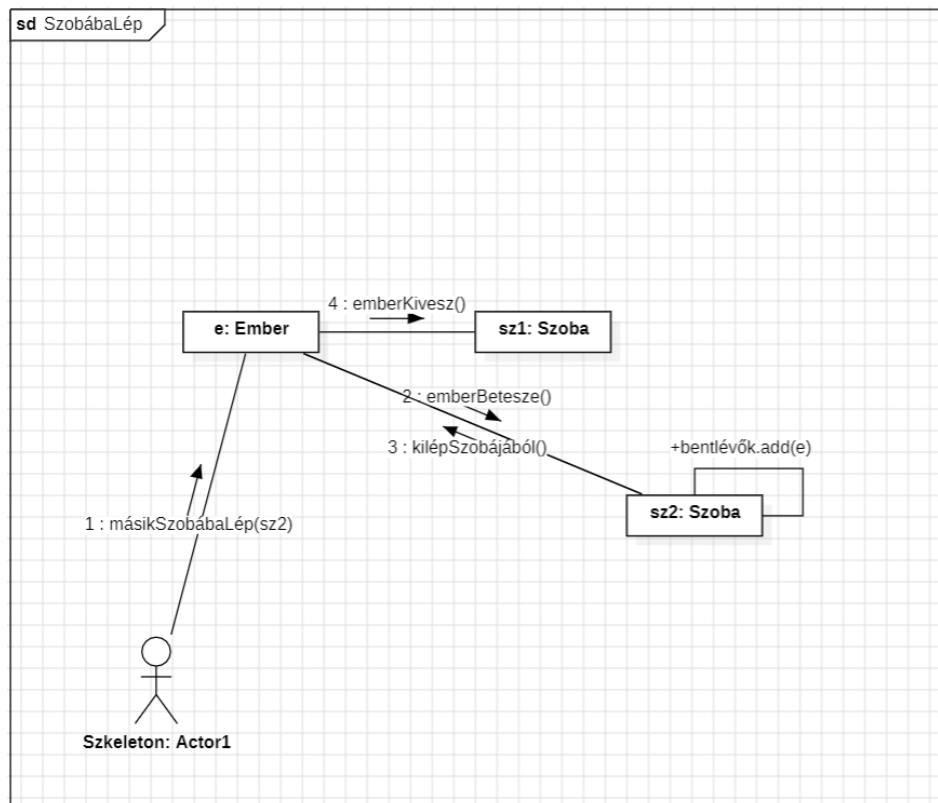 sd SzobábaLép
4 : emberKivesz()
e: Ember
sz1: Szoba
2 : emberBetesze()
3 : kilépSzobájából()
+bentlévők.add(e)
sz2: Szoba
1 : másikSzobábaLép(sz2)
Szkeleton: Actor1